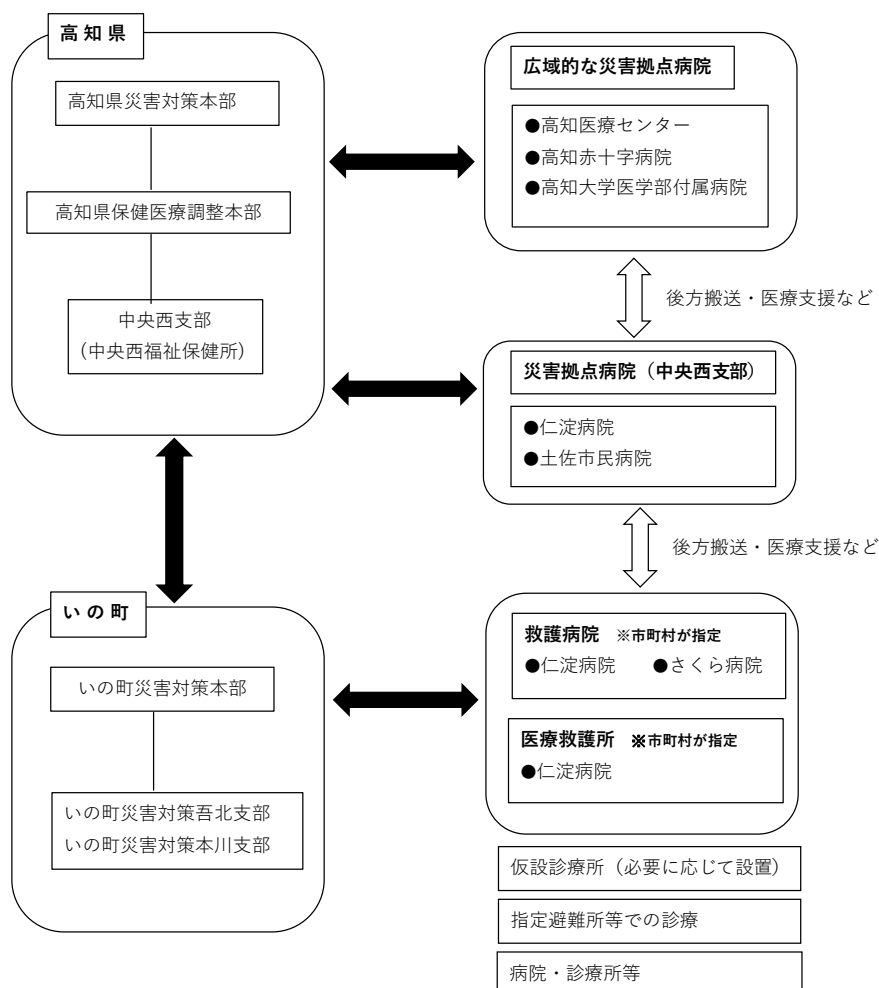 高知県
高知県災害対策本部
高知県保健医療調整本部
中央西支部
（中央西福祉保健所）
広域的な災害拠点病院
●高知医療センター
●高知赤十字病院
●高知大学医学部付属病院
後方搬送・医療支援など
災害拠点病院（中央西支部）
●仁淀病院
●土佐市民病院
後方搬送・医療支援など
いの町
いの町災害対策本部
いの町災害対策吾北支部
いの町災害対策本川支部
救護病院　※市町村が指定
●仁淀病院　●さくら病院
医療救護所　※市町村が指定
●仁淀病院
仮設診療所（必要に応じて設置）
指定避難所等での診療
病院・診療所等